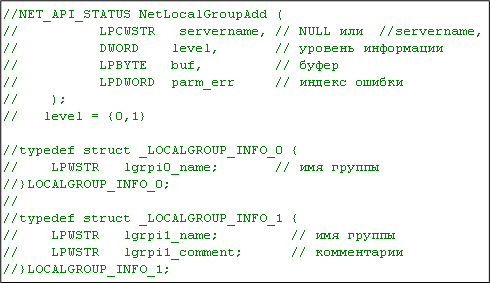 //NET_API_STATUS NetLocalGroupAdd (
//          LPCWSTR   servername, // NULL или  //servername,
//          DWORD    level,       // уровень информации
//          LPBYTE   buf,         // буфер
//          LPDWORD  parm_err     // индекс ошибки
//    );
//   level = {0,1}
//typedef struct _LOCALGROUP_INFO_0 {
//    LPWSTR   lgrpi0_name;       // имя группы
//}LOCALGROUP_INFO_0;
//
//typedef struct _LOCALGROUP_INFO_1 {
//    LPWSTR   lgrpi1_name;         // имя группы
//    LPWSTR   lgrpi1_comment;      // комментарии
//}LOCALGROUP_INFO_1;